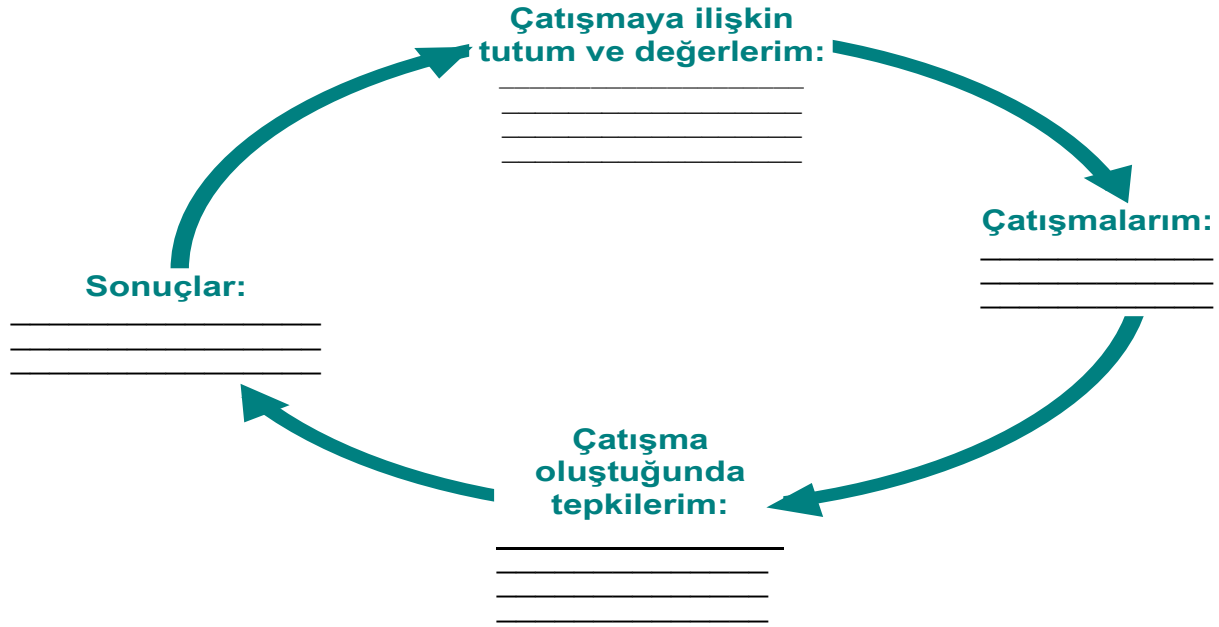 Çatışmaya ilişkin
tutum ve değerlerim:
Çatışmalarım:
Sonuçlar:
Çatışma
oluştuğunda
tepkilerim: